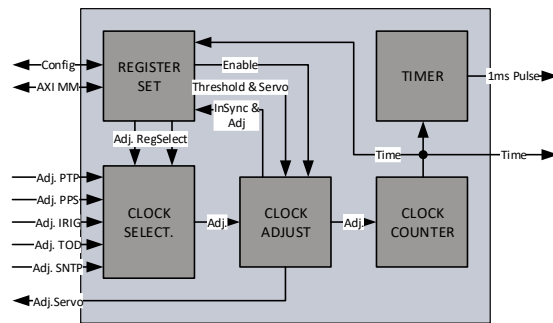 Config
AXI MM
REGISTER
SET
Enable
Threshold & Servo
InSync &
Adj
TIMER
1ms Pulse
Adj. RegSelect
Time
Time
Adj. PTP
Adj. PPS
Adj. IRIG
Adj. TOD
Adj. SNTP
CLOCK
SELECT.
Adj.
CLOCK
ADJUST
Adj.
CLOCK
COUNTER
Adj.Servo